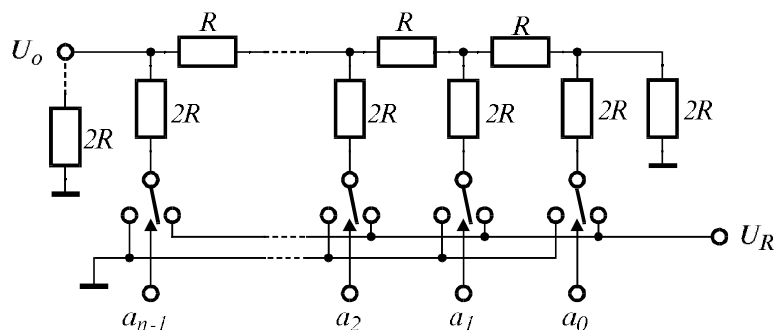 R R R
U_o
2R 2R 2R 2R 2R 2R
U_R
a_{n-1} a_2 a_1 a_0